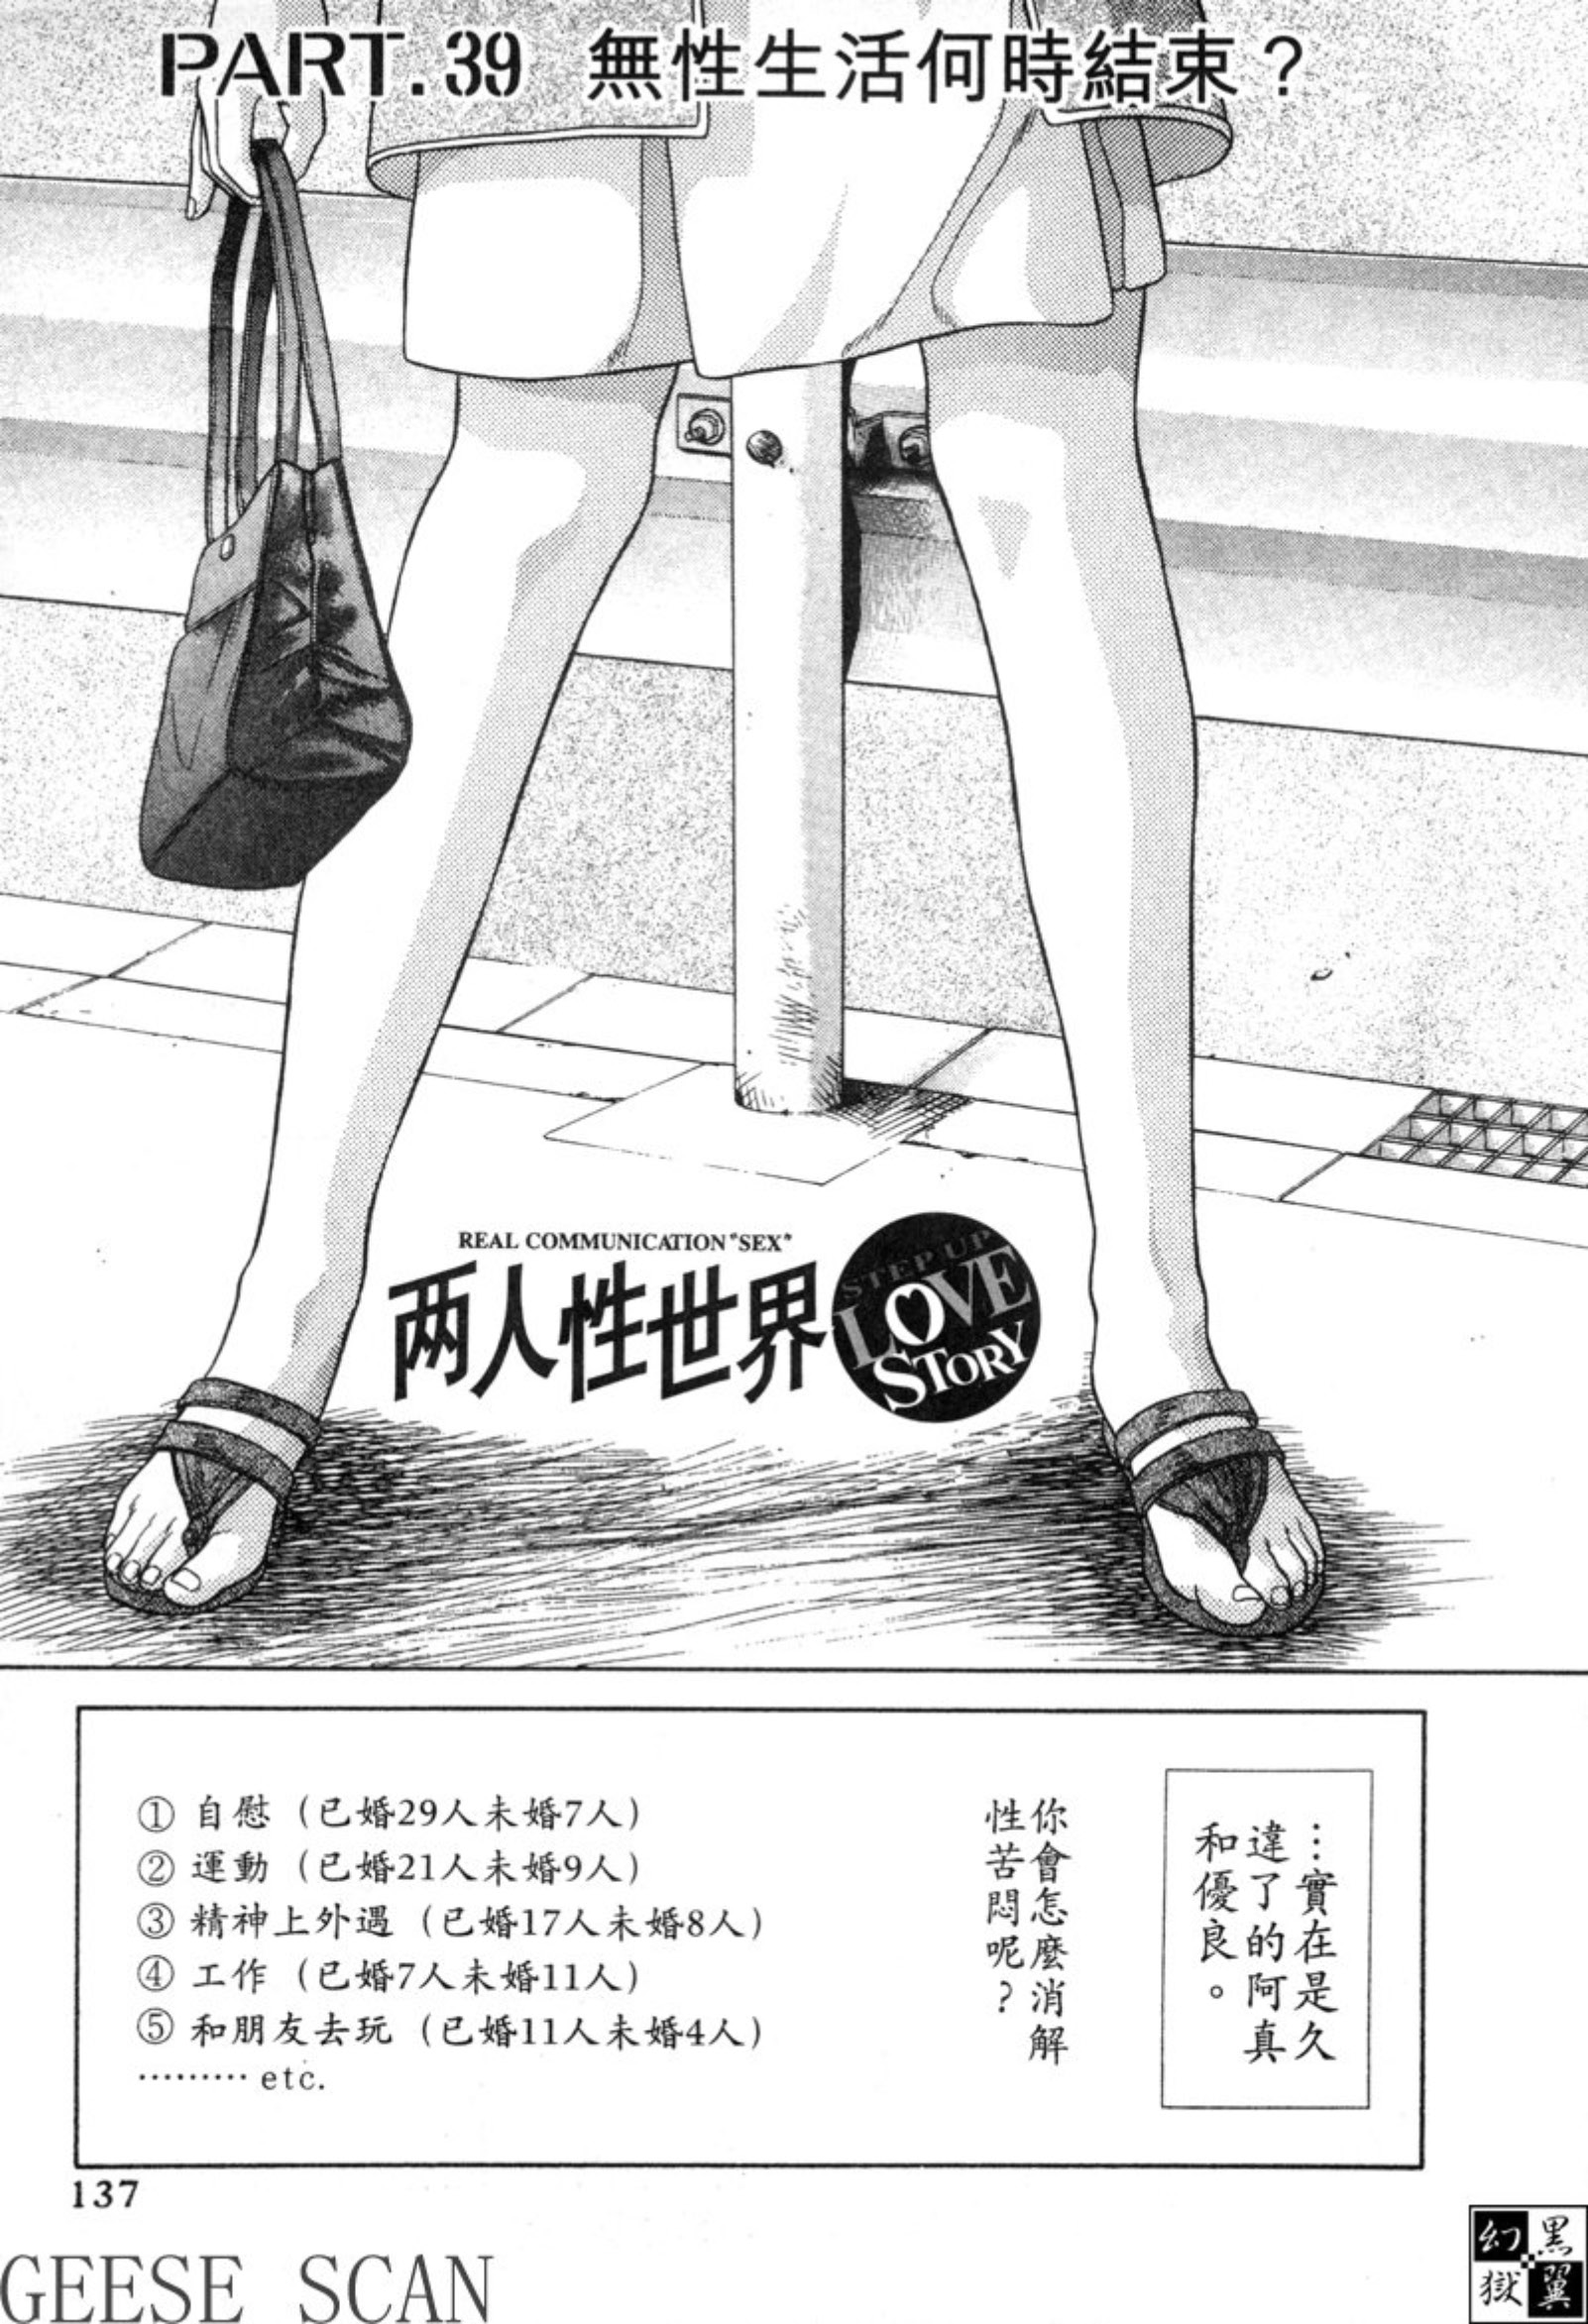 PART.39 無性生活何時結束？
REAL COMMUNICATION "SEX"
两人性世界
STEP UP
LOVE
STORY
…實在是久
違了的阿真
和優良。
你會怎麼消解
性苦悶呢？
① 自慰（已婚29人未婚7人）
② 運動（已婚21人未婚9人）
③ 精神上外遇（已婚17人未婚8人）
④ 工作（已婚7人未婚11人）
⑤ 和朋友去玩（已婚11人未婚4人）
……… etc.
137
GEESE SCAN
黑翼
幻獄